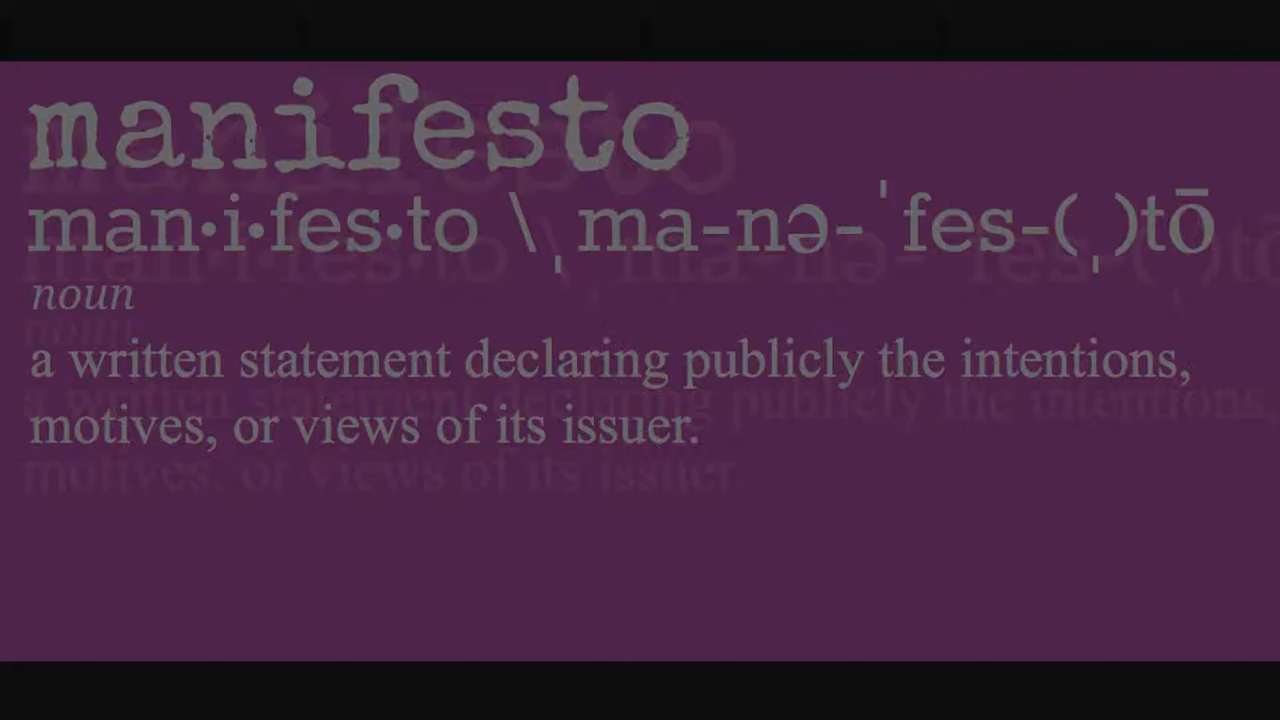 manifesto
man•i•fes•to \ˌma-nə-ˈfes-(ˌ)tō
noun
a written statement declaring publicly the intentions,
motives, or views of its issuer.